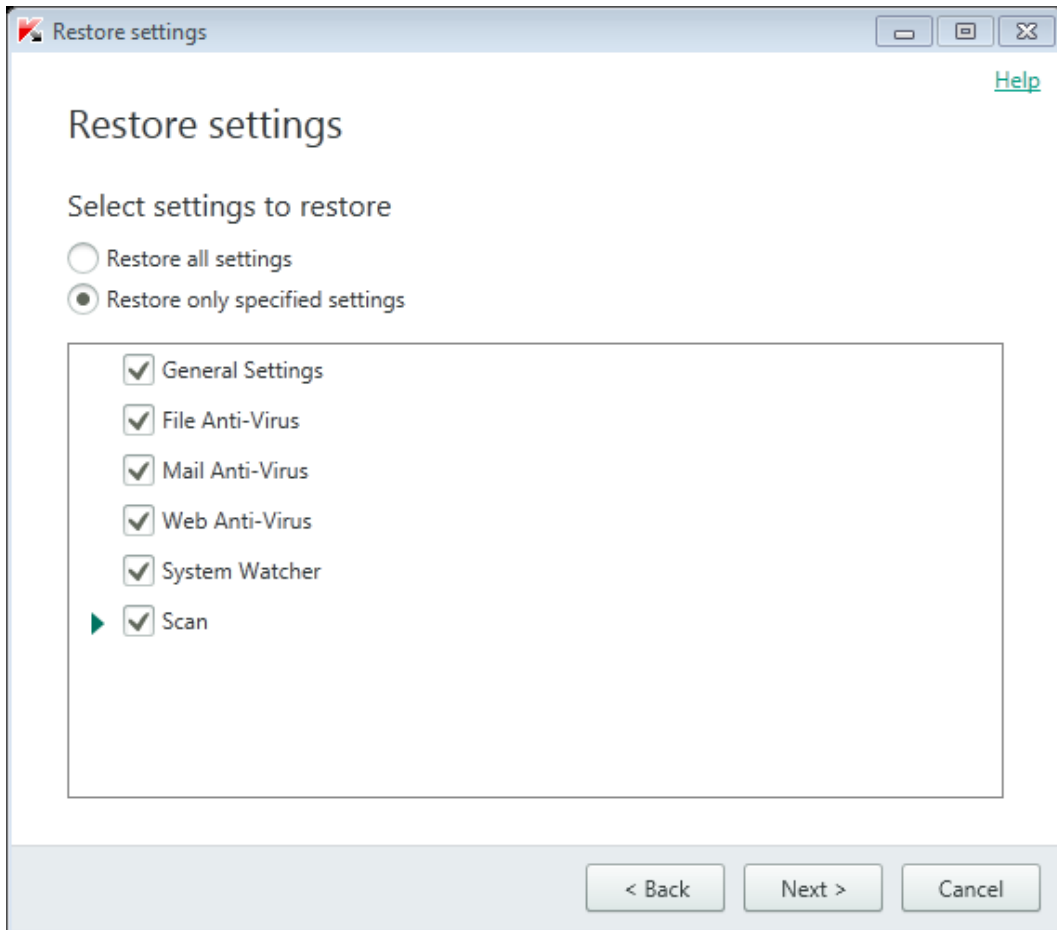 Restore settings
Help
Restore settings
Select settings to restore
Restore all settings
Restore only specified settings
General Settings
File Anti-Virus
Mail Anti-Virus
Web Anti-Virus
System Watcher
Scan
< Back Next > Cancel